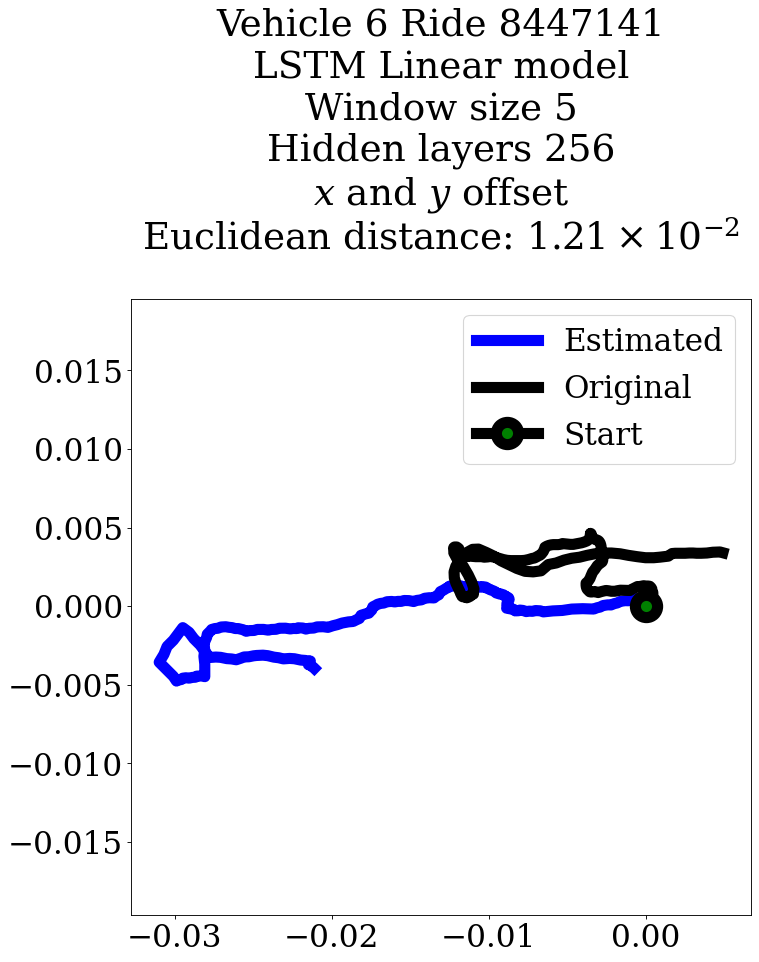 Vehicle 6 Ride 8447141
LSTM Linear model
Window size 5
Hidden layers 256
x and y offset
Euclidean distance: 1.21 × 10⁻²
Estimated
Original
Start
0.015
0.010
0.005
0.000
−0.005
−0.010
−0.015
−0.03 −0.02 −0.01 0.00